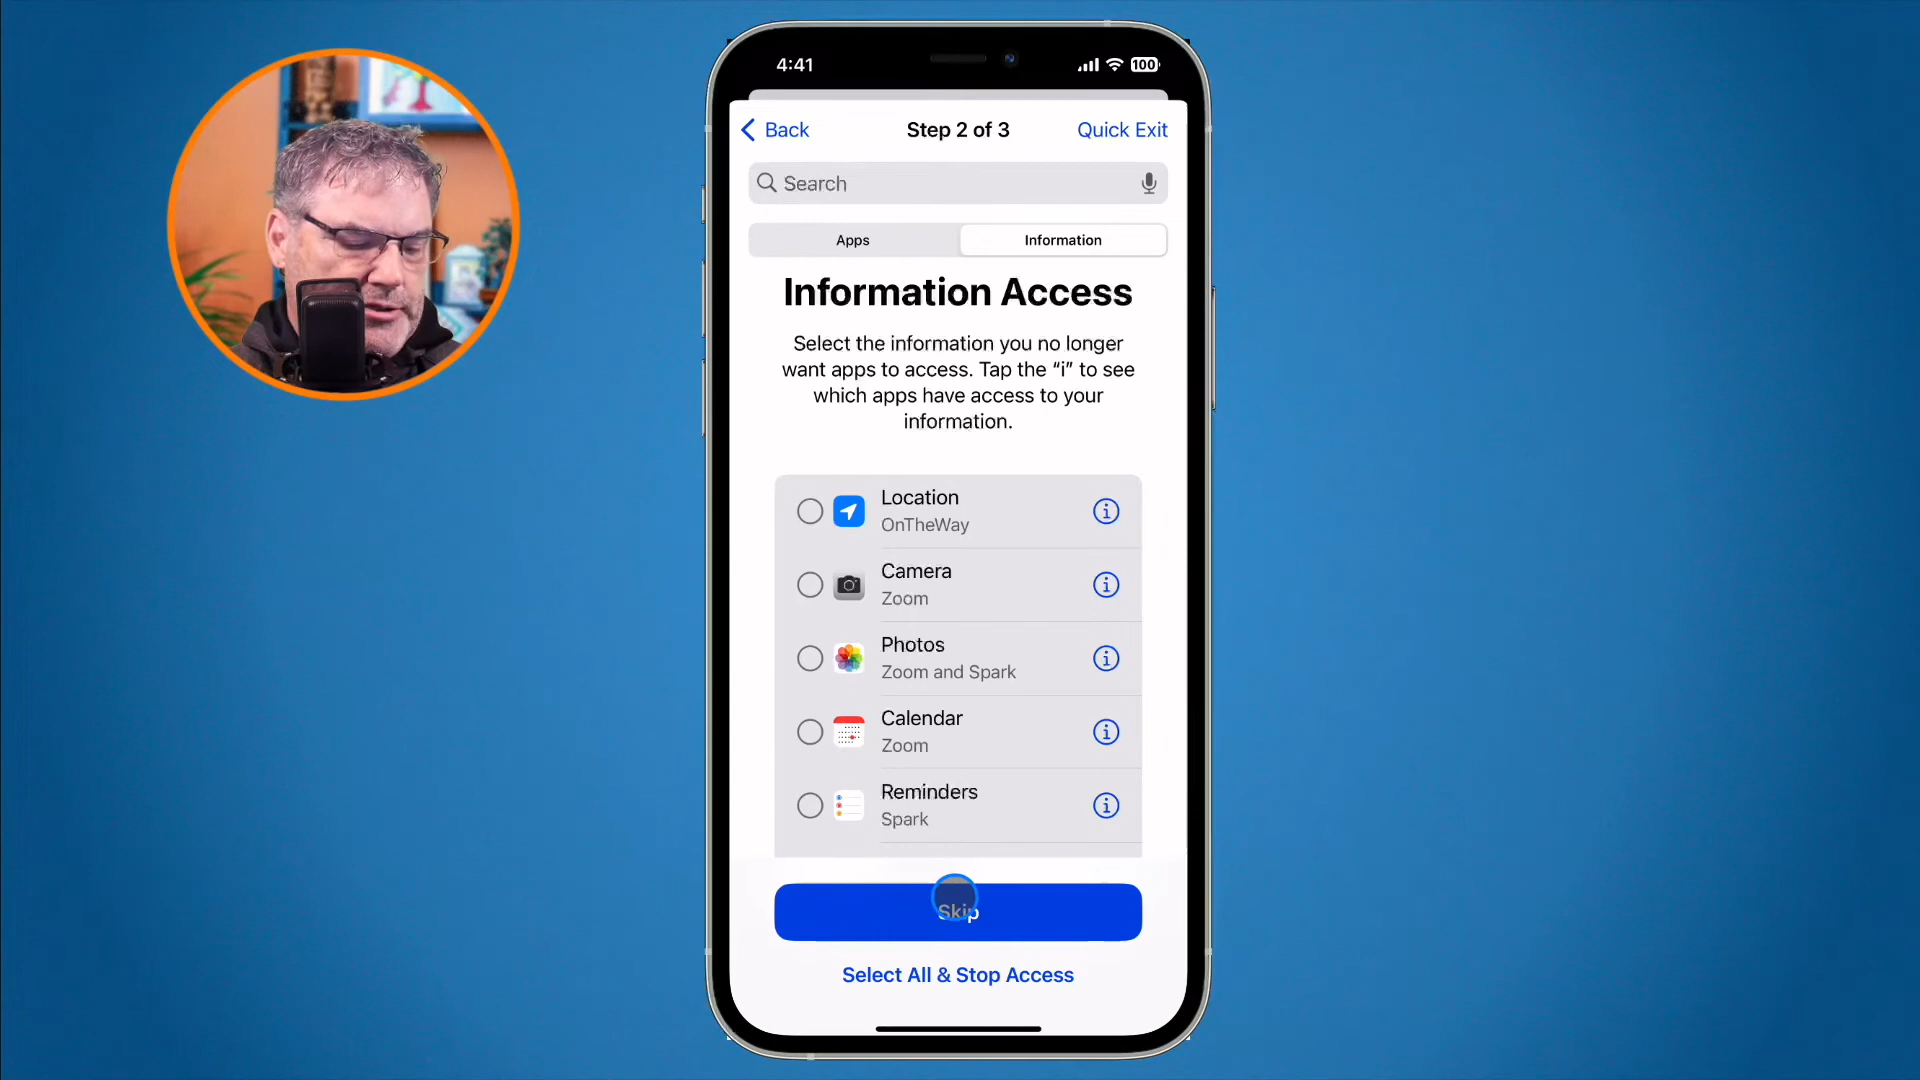 4:41
100
Back
Step 2 of 3
Quick Exit
Search
Apps
Information
Information Access
Select the information you no longer
want apps to access. Tap the “i” to see
which apps have access to your
information.
Location
OnTheWay
Camera
Zoom
Photos
Zoom and Spark
Calendar
Zoom
Reminders
Spark
Skip
Select All & Stop Access